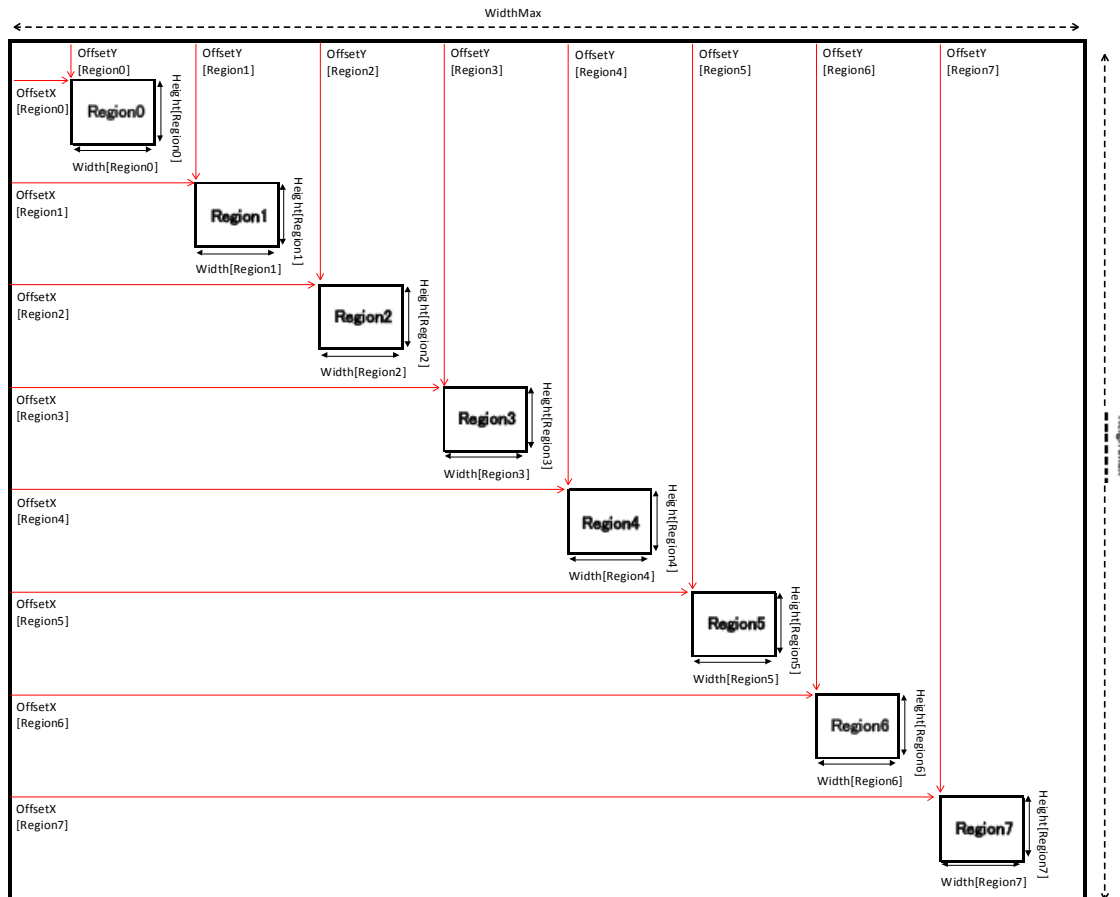 WidthMax
OffsetY
[Region0]
OffsetY
[Region1]
OffsetY
[Region2]
OffsetY
[Region3]
OffsetY
[Region4]
OffsetY
[Region5]
OffsetY
[Region6]
OffsetY
[Region7]
OffsetX
[Region0]
Region0
Height[Region0]
Width[Region0]
OffsetX
[Region1]
Region1
Height[Region1]
Width[Region1]
OffsetX
[Region2]
Region2
Height[Region2]
Width[Region2]
OffsetX
[Region3]
Region3
Height[Region3]
Width[Region3]
OffsetX
[Region4]
Region4
Height[Region4]
Width[Region4]
OffsetX
[Region5]
Region5
Height[Region5]
Width[Region5]
OffsetX
[Region6]
Region6
Height[Region6]
Width[Region6]
OffsetX
[Region7]
Region7
Height[Region7]
Width[Region7]